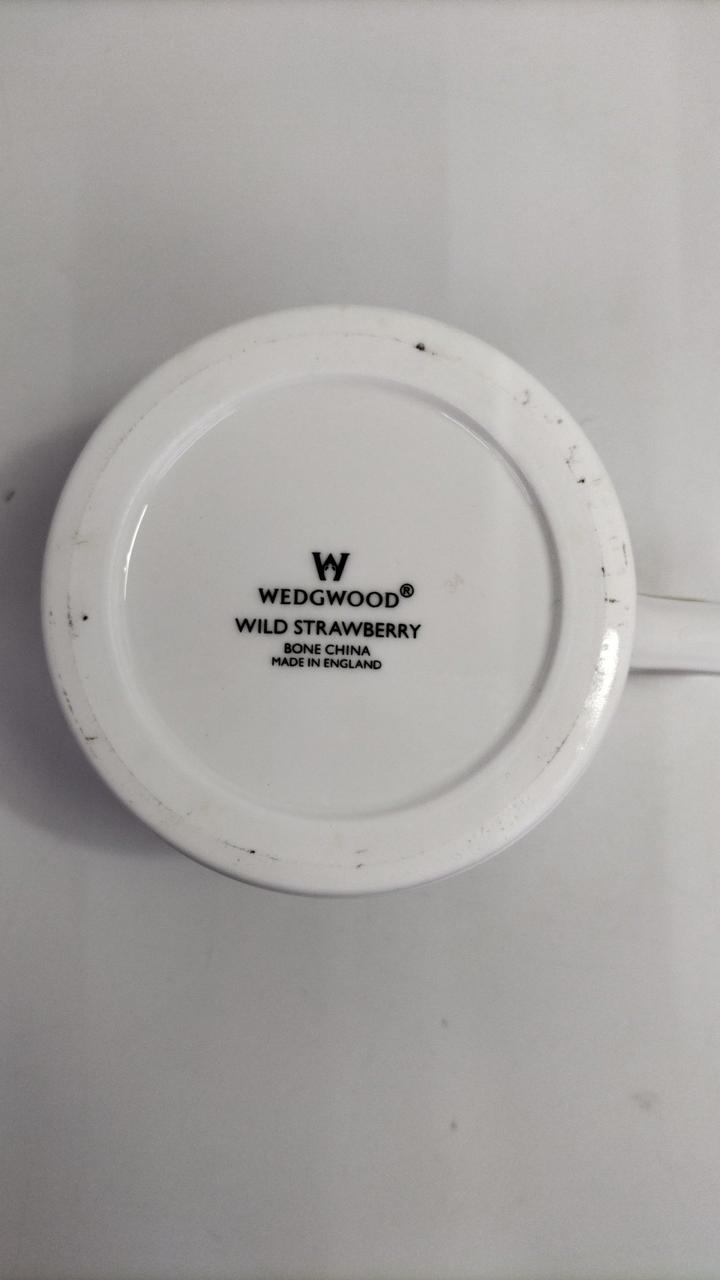 W
WEDGWOOD®
WILD STRAWBERRY
BONE CHINA
MADE IN ENGLAND